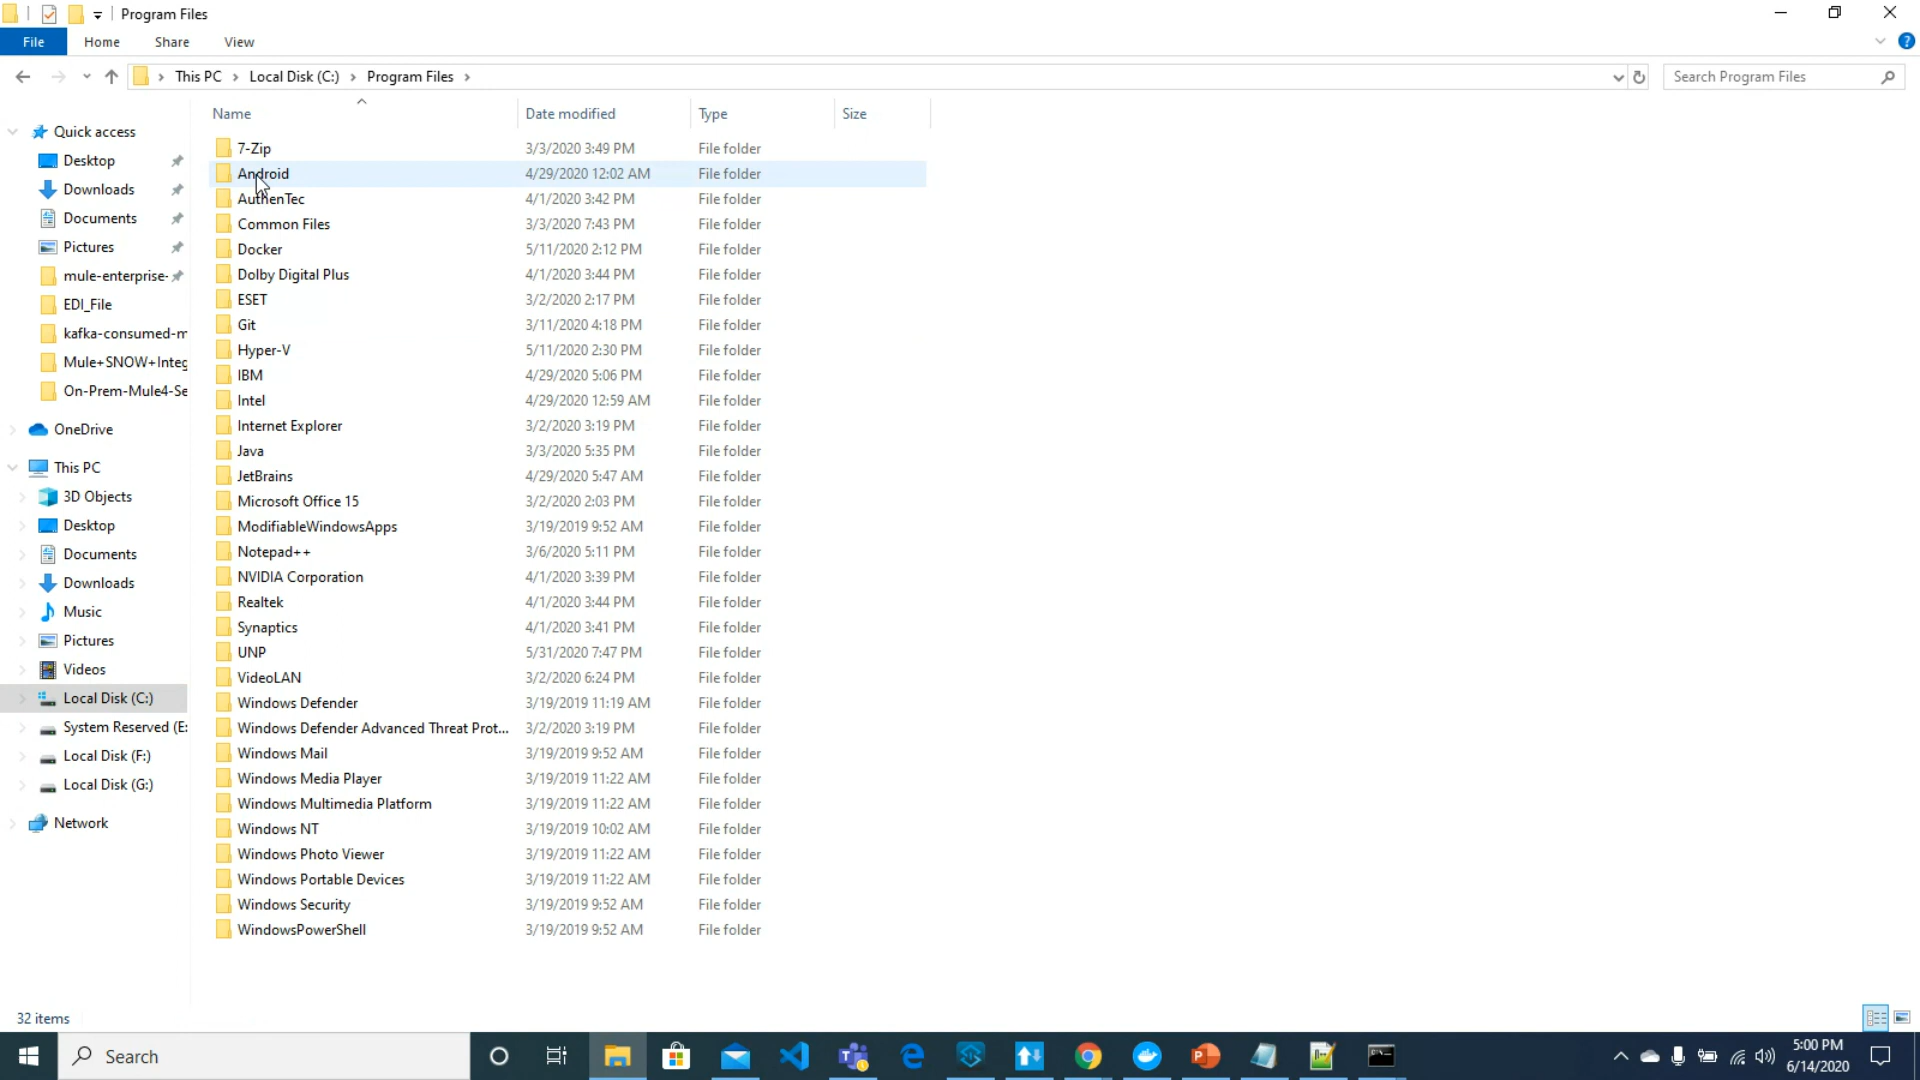 Program Files
File Home Share View
This PC Local Disk (C:) Program Files
Search Program Files
Name Date modified Type Size
Quick access
Desktop
Downloads
Documents
Pictures
mule-enterprise-
EDI_File
kafka-consumed-m
Mule+SNOW+Integ
On-Prem-Mule4-Se
OneDrive
This PC
3D Objects
Desktop
Documents
Downloads
Music
Pictures
Videos
Local Disk (C:)
System Reserved (E:
Local Disk (F:)
Local Disk (G:)
Network
7-Zip 3/3/2020 3:49 PM File folder
Android 4/29/2020 12:02 AM File folder
AuthenTec 4/1/2020 3:42 PM File folder
Common Files 3/3/2020 7:43 PM File folder
Docker 5/11/2020 2:12 PM File folder
Dolby Digital Plus 4/1/2020 3:44 PM File folder
ESET 3/2/2020 2:17 PM File folder
Git 3/11/2020 4:18 PM File folder
Hyper-V 5/11/2020 2:30 PM File folder
IBM 4/29/2020 5:06 PM File folder
Intel 4/29/2020 12:59 AM File folder
Internet Explorer 3/2/2020 3:19 PM File folder
Java 3/3/2020 5:35 PM File folder
JetBrains 4/29/2020 5:47 AM File folder
Microsoft Office 15 3/2/2020 2:03 PM File folder
ModifiableWindowsApps 3/19/2019 9:52 AM File folder
Notepad++ 3/6/2020 5:11 PM File folder
NVIDIA Corporation 4/1/2020 3:39 PM File folder
Realtek 4/1/2020 3:44 PM File folder
Synaptics 4/1/2020 3:41 PM File folder
UNP 5/31/2020 7:47 PM File folder
VideoLAN 3/2/2020 6:24 PM File folder
Windows Defender 3/19/2019 11:19 AM File folder
Windows Defender Advanced Threat Prot... 3/2/2020 3:19 PM File folder
Windows Mail 3/19/2019 9:52 AM File folder
Windows Media Player 3/19/2019 11:22 AM File folder
Windows Multimedia Platform 3/19/2019 11:22 AM File folder
Windows NT 3/19/2019 10:02 AM File folder
Windows Photo Viewer 3/19/2019 11:22 AM File folder
Windows Portable Devices 3/19/2019 11:22 AM File folder
Windows Security 3/19/2019 9:52 AM File folder
WindowsPowerShell 3/19/2019 9:52 AM File folder
32 items
Search
5:00 PM
6/14/2020